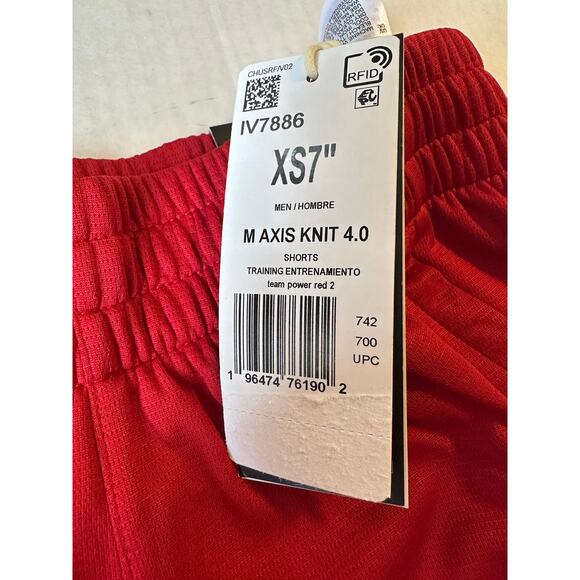 CHUSRF/V02
RFID
IV7886
XS7"
MEN / HOMBRE
M AXIS KNIT 4.0
SHORTS
TRAINING ENTRENAMIENTO
team power red 2
742
700
UPC
1 96474 76190 2